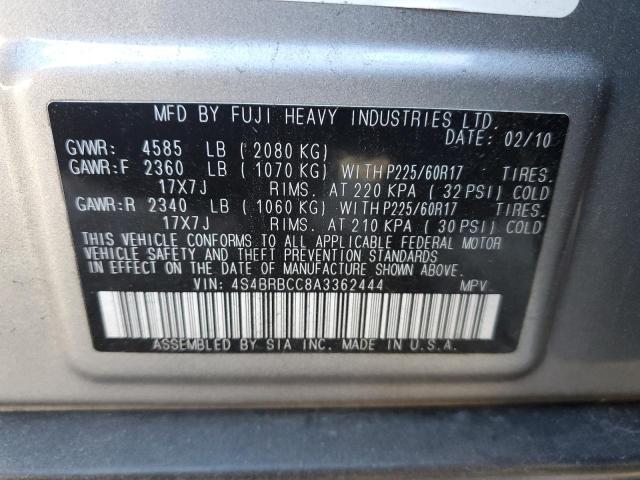 MFD BY FUJI HEAVY INDUSTRIES LTD.
DATE: 02/10
GVWR: 4585 LB ( 2080 KG)
GAWR:F 2360 LB ( 1070 KG) WITH P225/60R17 TIRES.
17X7J RIMS. AT 220 KPA ( 32 PSI) COLD
GAWR:R 2340 LB ( 1060 KG) WITH P225/60R17 TIRES.
17X7J RIMS. AT 210 KPA ( 30 PSI) COLD
THIS VEHICLE CONFORMS TO ALL APPLICABLE FEDERAL MOTOR
VEHICLE SAFETY AND THEFT PREVENTION STANDARDS
IN EFFECT ON THE DATE OF MANUFACTURE SHOWN ABOVE.
VIN: 4S4BRBCC8A3362444 MPV
ASSEMBLED BY SIA INC. MADE IN U.S.A.